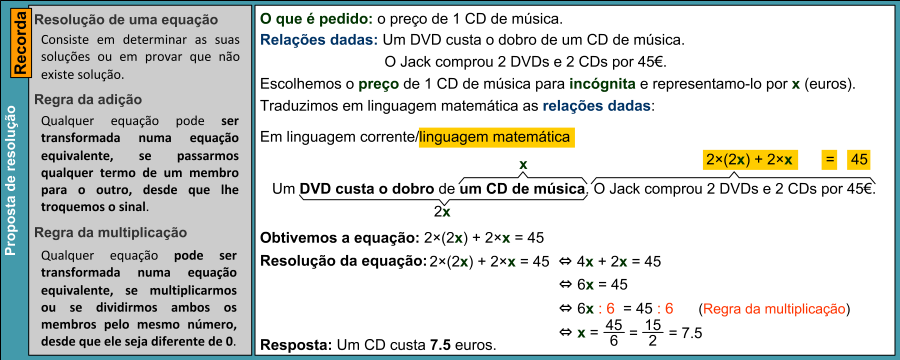 Proposta de resolução
Recorda
Resolução de uma equação
Consiste em determinar as suas
soluções ou em provar que não
existe solução.
Regra da adição
Qualquer equação pode ser
transformada numa equação
equivalente, se passarmos
qualquer termo de um membro
para o outro, desde que lhe
troquemos o sinal.
Regra da multiplicação
Qualquer equação pode ser
transformada numa equação
equivalente, se multiplicarmos
ou se dividirmos ambos os
membros pelo mesmo número,
desde que ele seja diferente de 0.
O que é pedido: o preço de 1 CD de música.
Relações dadas: Um DVD custa o dobro de um CD de música.
O Jack comprou 2 DVDs e 2 CDs por 45€.
Escolhemos o preço de 1 CD de música para incógnita e representamo-lo por x (euros).
Traduzimos em linguagem matemática as relações dadas:
Em linguagem corrente/linguagem matemática
x 2×(2x) + 2×x = 45
Um DVD custa o dobro de um CD de música. O Jack comprou 2 DVDs e 2 CDs por 45€.
2x
Obtivemos a equação: 2×(2x) + 2×x = 45
Resolução da equação: 2×(2x) + 2×x = 45 ⇔ 4x + 2x = 45
⇔ 6x = 45
⇔ 6x : 6 = 45 : 6 (Regra da multiplicação)
⇔ x = 45/6 = 15/2 = 7.5
Resposta: Um CD custa 7.5 euros.